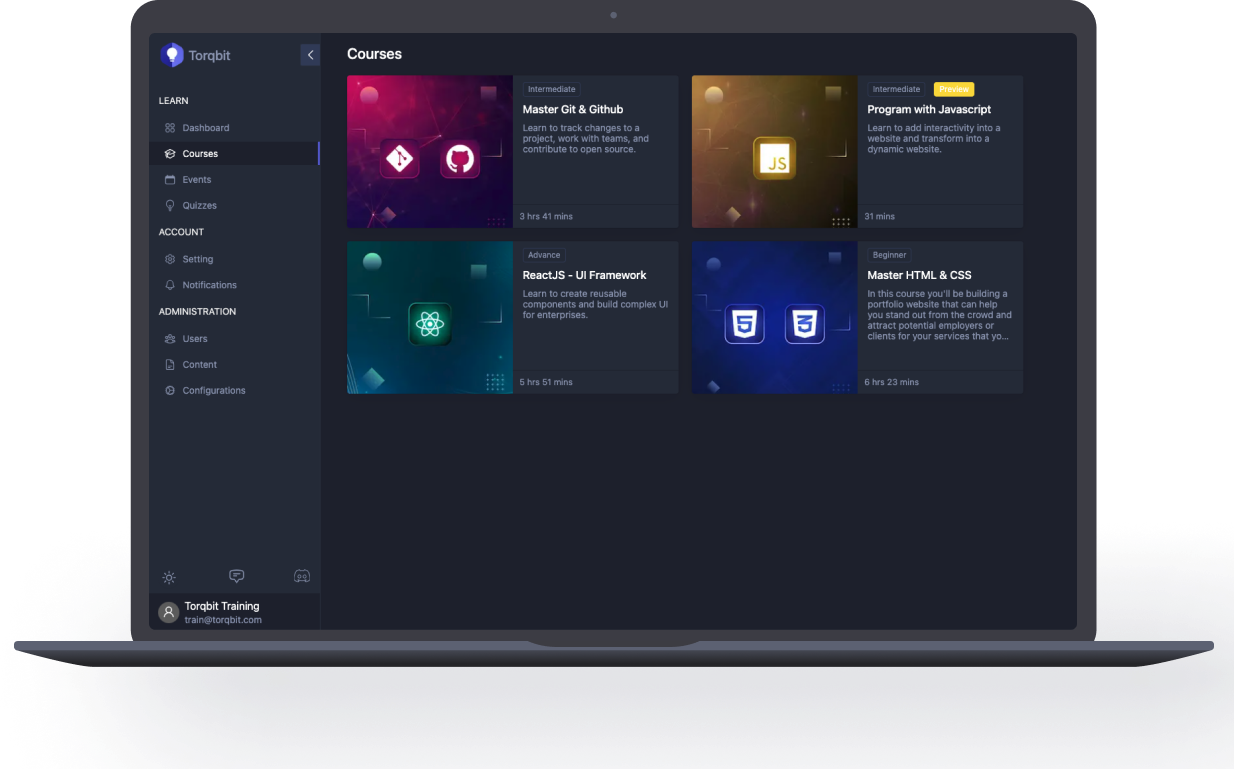 Torqbit
LEARN
Dashboard
Courses
Events
Quizzes
ACCOUNT
Setting
Notifications
ADMINISTRATION
Users
Content
Configurations
Torqbit Training
train@torqbit.com
Courses
Intermediate
Master Git & Github
Learn to track changes to a
project, work with teams, and
contribute to open source.
3 hrs 41 mins
JS
Intermediate Preview
Program with Javascript
Learn to add interactivity into a
website and transform into a
dynamic website.
31 mins
Advance
ReactJS - UI Framework
Learn to create reusable
components and build complex UI
for enterprises.
5 hrs 51 mins
5 3
Beginner
Master HTML & CSS
In this course you'll be building a
portfolio website that can help
you stand out from the crowd and
attract potential employers or
clients for your services that yo...
6 hrs 23 mins